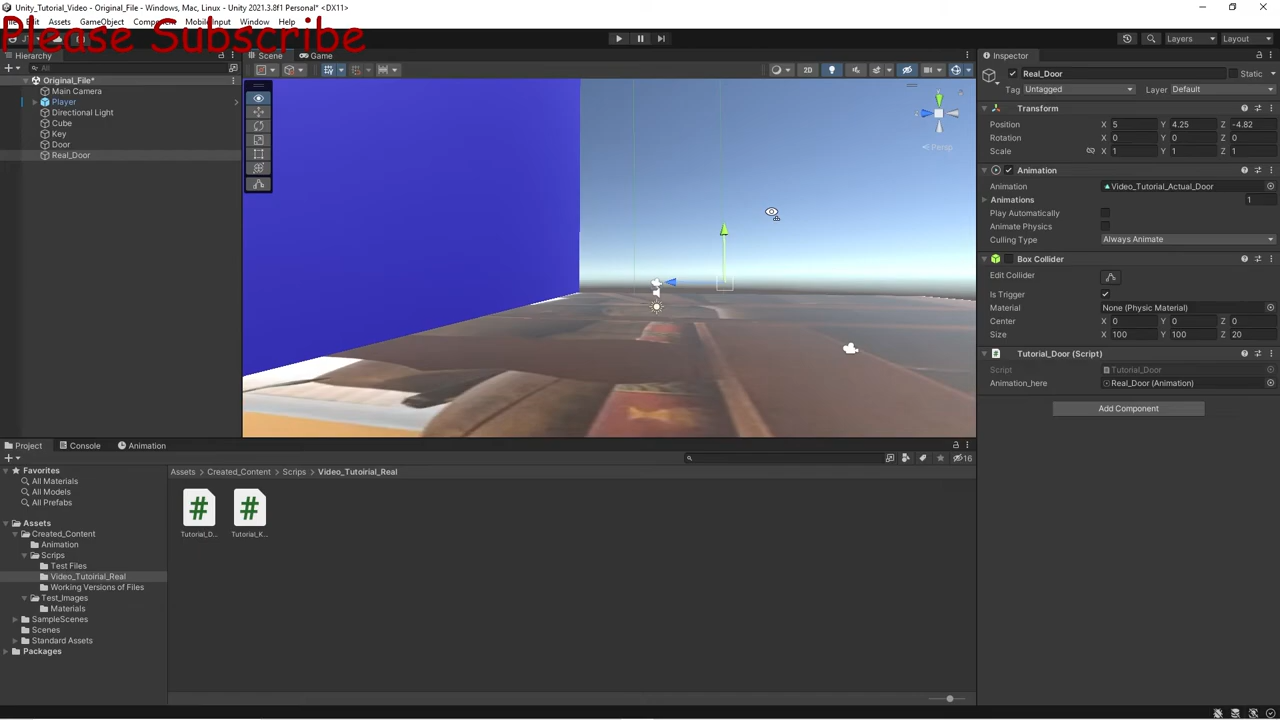 Unity_Tutorial_Video - Original_File - Windows, Mac, Linux - Unity 2021.3.8f1 Personal* <DX11>
Edit Assets GameObject Component MobileInput Window Help
Please Subscribe
Layers Layout
Hierarchy
Scene Game
Inspector
All
Original_File*
Main Camera
Player
Directional Light
Cube
Key
Door
Real_Door
2D
Persp
Real_Door Static
Tag Untagged Layer Default
Transform
Position X 5 Y 4.25 Z -4.82
Rotation X 0 Y 0 Z 0
Scale X 1 Y 1 Z 1
Animation
Animation Video_Tutorial_Actual_Door
Animations 1
Play Automatically
Animate Physics
Culling Type Always Animate
Box Collider
Edit Collider
Is Trigger
Material None (Physic Material)
Center X 0 Y 0 Z 0
Size X 100 Y 100 Z 20
Tutorial_Door (Script)
Script Tutorial_Door
Animation_here Real_Door (Animation)
Add Component
Project Console Animation
16
Favorites
All Materials
All Models
All Prefabs
Assets
Created_Content
Animation
Scrips
Test Files
Video_Tutoirial_Real
Working Versions of Files
Test_Images
Materials
SampleScenes
Scenes
Standard Assets
Packages
Assets Created_Content Scrips Video_Tutoirial_Real
Tutorial_D... Tutorial_K...